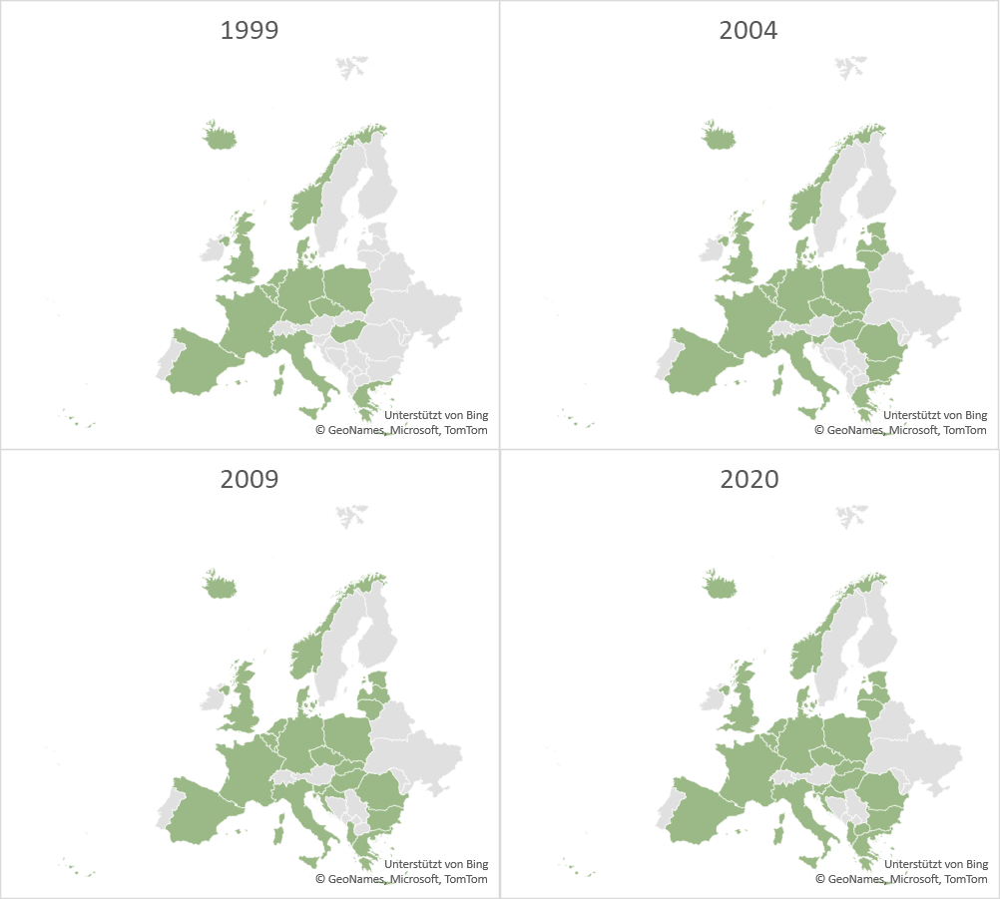 1999
2004
Unterstützt von Bing
© GeoNames, Microsoft, TomTom
Unterstützt von Bing
© GeoNames, Microsoft, TomTom
2009
2020
Unterstützt von Bing
© GeoNames, Microsoft, TomTom
Unterstützt von Bing
© GeoNames, Microsoft, TomTom